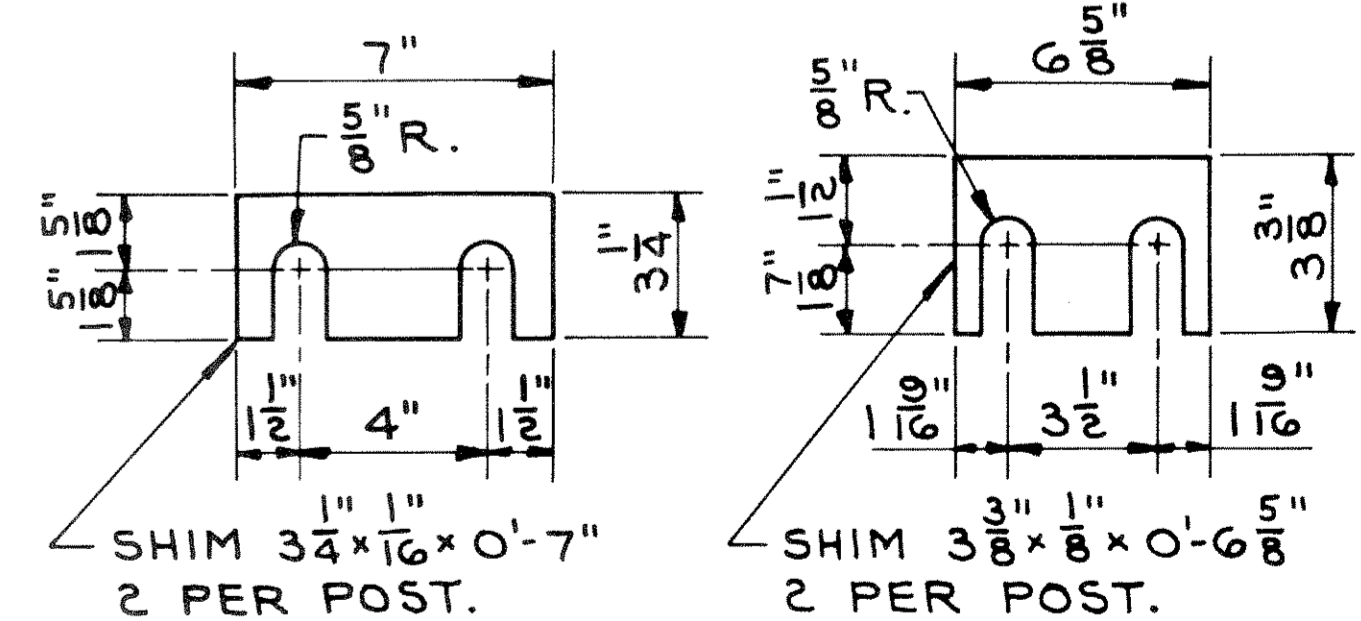 7"
5/8" R.
1 5/8"
1 5/8"
3 1/4"
1 1/2"
4"
1 1/2"
SHIM 3 1/4" x 1/16" x 0'-7"
2 PER POST.
6 5/8"
5/8" R.
1 1/2"
1 7/8"
3 3/8"
1 9/16"
3 1/2"
1 9/16"
SHIM 3 3/8" x 1/8" x 0'-6 5/8"
2 PER POST.